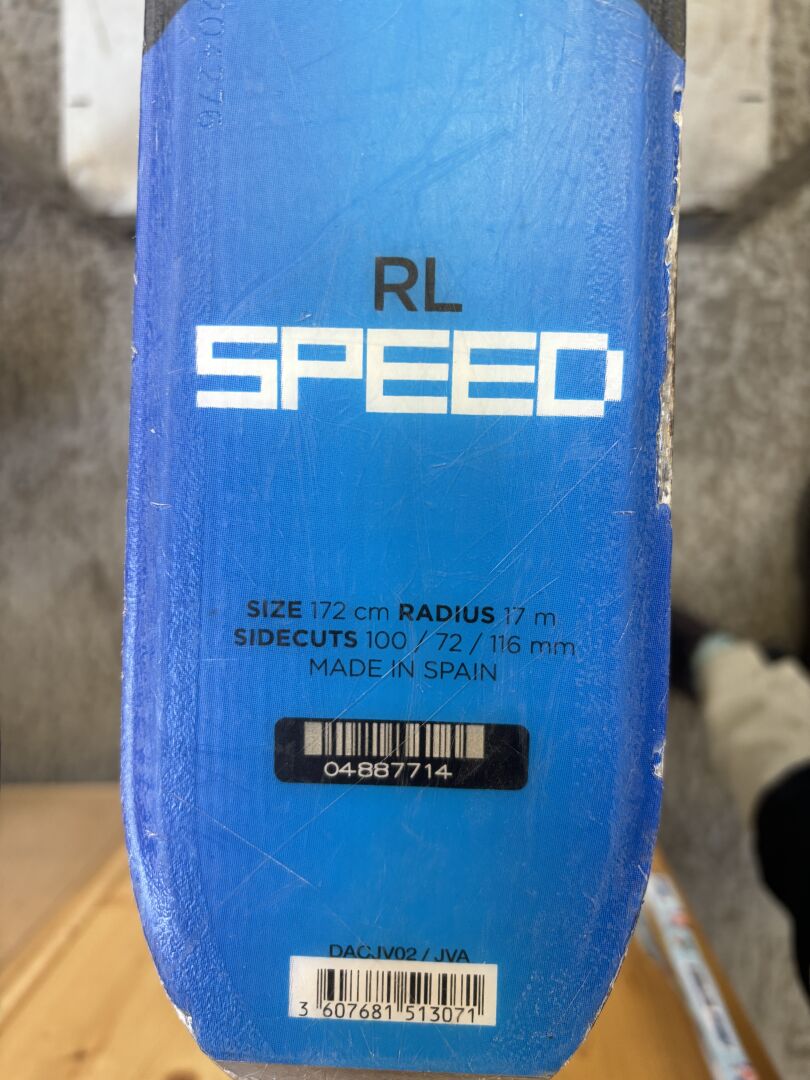 RL
SPEED
SIZE 172 cm RADIUS 17 m
SIDECUTS 100 / 72 / 116 mm
MADE IN SPAIN
04887714
DACJV02 / JVA
3 607681 513071